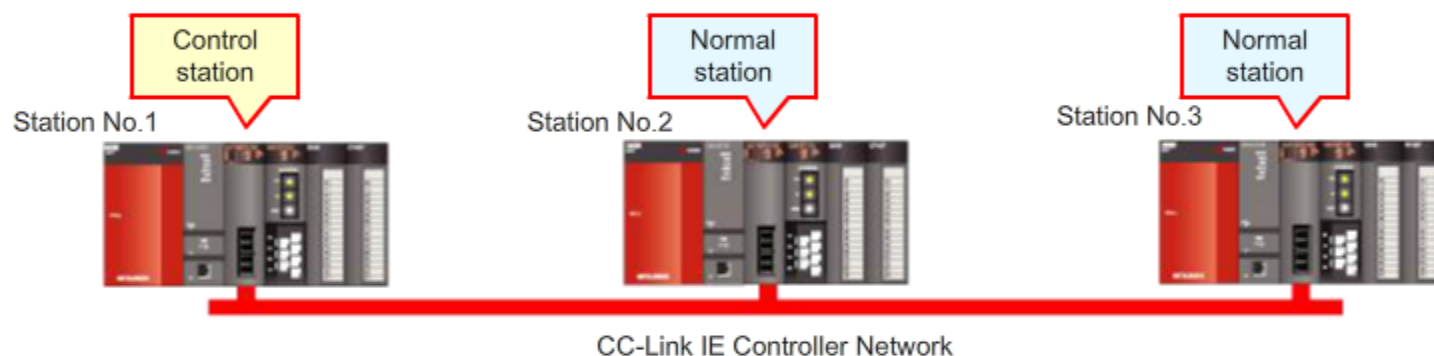 Control
station
Normal
station
Normal
station
Station No.1
Station No.2
Station No.3
CC-Link IE Controller Network